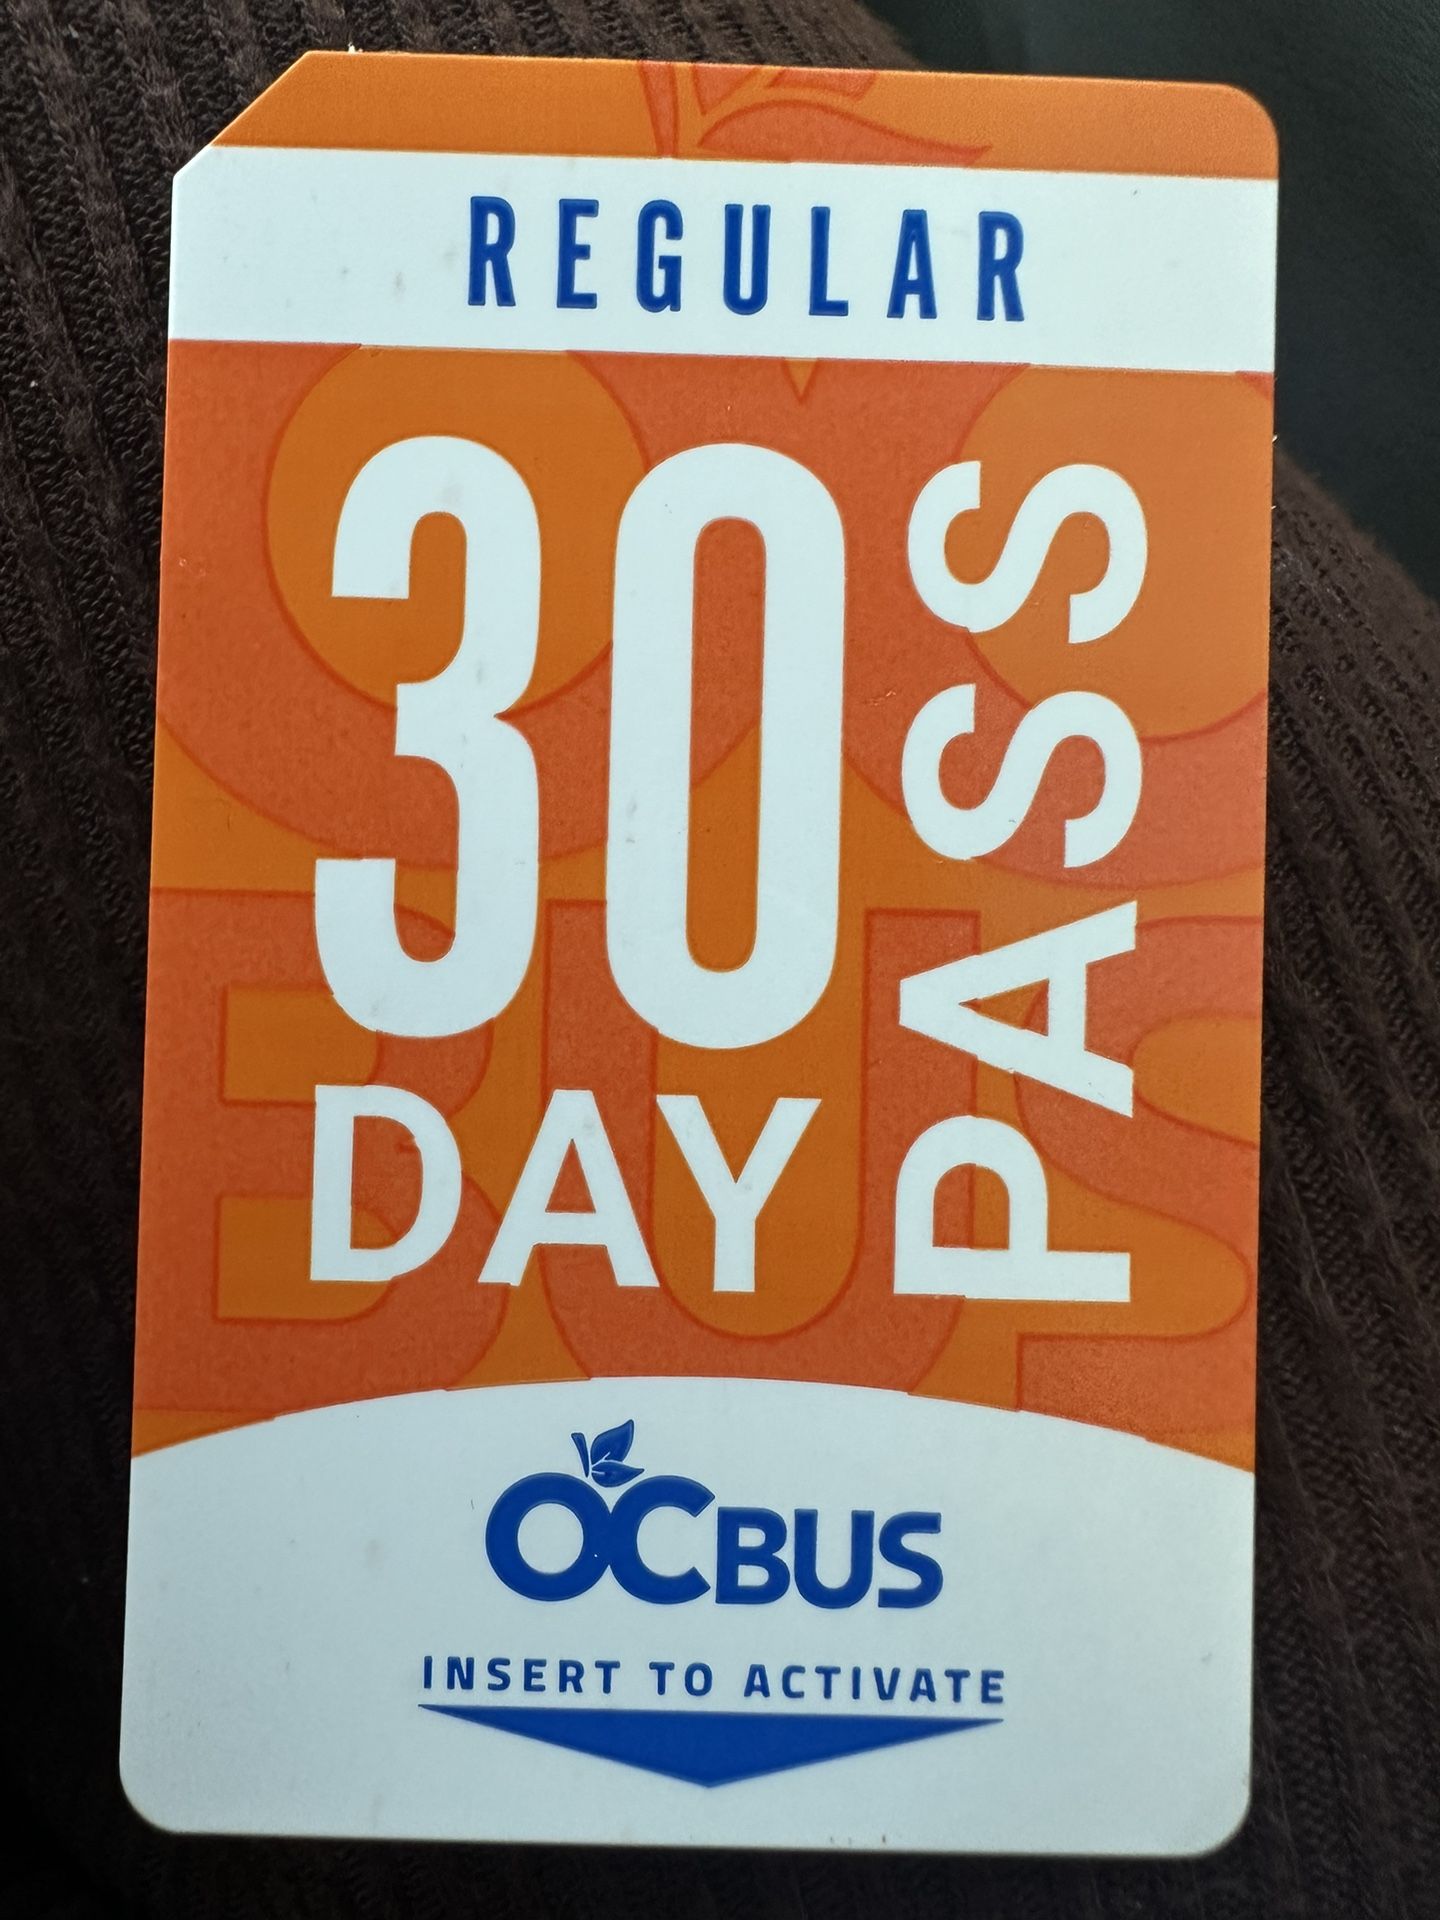 REGULAR
30
DAY
PASS
OCBUS
INSERT TO ACTIVATE